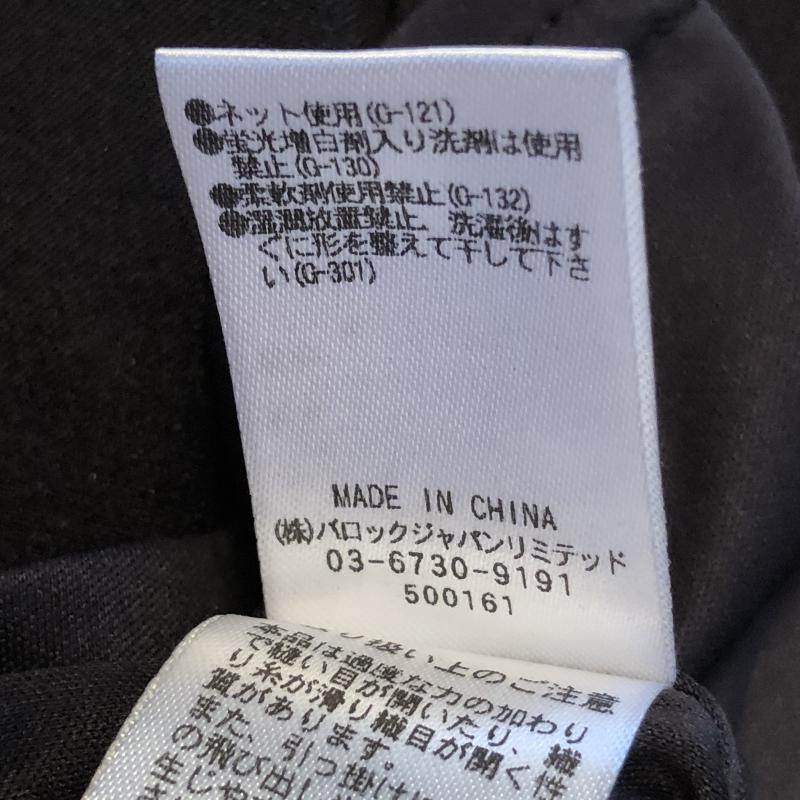 ●ネット使用(G-121)
●蛍光増白剤入り洗剤は使用
禁止(G-130)
●柔軟剤使用禁止(G-132)
●湿潤放置禁止、洗濯後はす
ぐに形を整えて干して下さ
い(G-301)
MADE IN CHINA
(株)バロックジャパンリミテッド
03-6730-9191
500161
り扱い上のご注意
本品は過度な力の加わり
で縫い目が開いたり、織
り糸が滑り織目が開く性
質があります。
また、引っ掛けに
の飛び出し
生じや